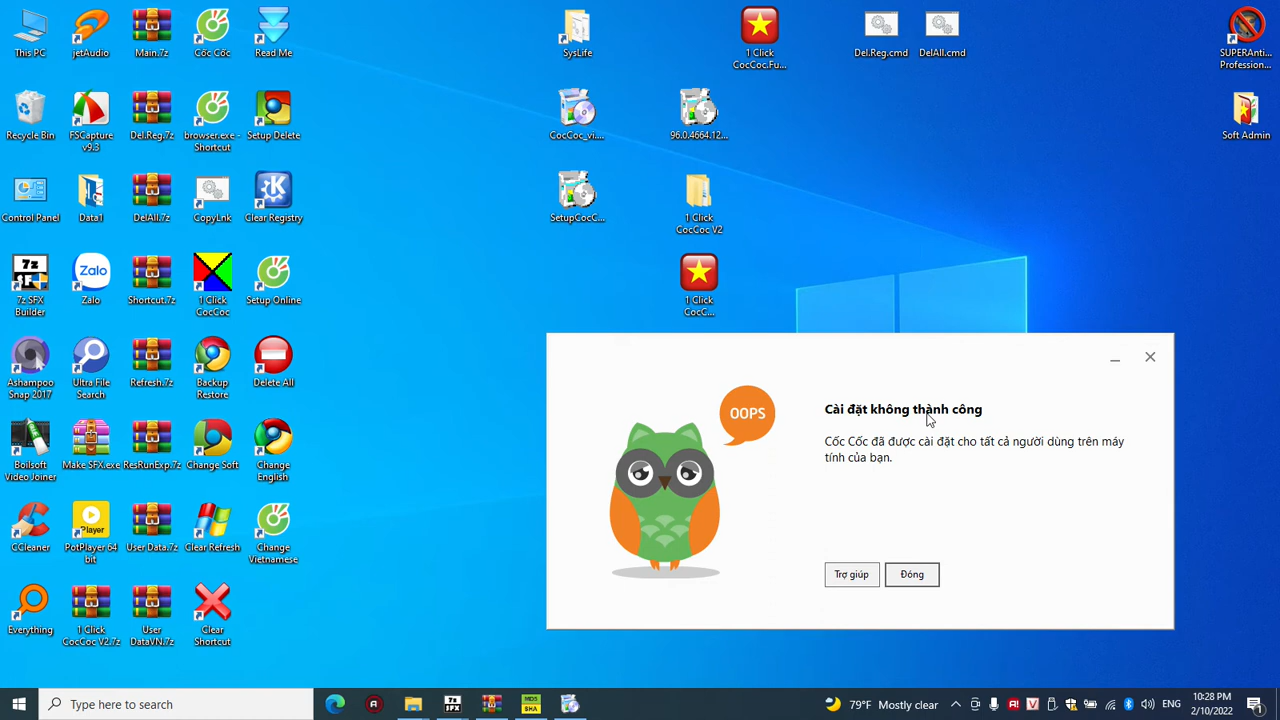 This PC
jetAudio
Main.7z
Cốc Cốc
Read Me
SysLife
1 Click
CocCoc.Fu...
Del.Reg.cmd
DelAll.cmd
SUPERAnti...
Profession...
Recycle Bin
FSCapture
v9.3
Del.Reg.7z
browser.exe -
Shortcut
Setup Delete
CocCoc_vi....
96.0.4664.12...
Soft Admin
Control Panel
Data1
DelAll.7z
CopyLnk
Clear Registry
SetupCocC...
1 Click
CocCoc V2
7z
SFX
7z SFX
Builder
Zalo
Zalo
Shortcut.7z
1 Click
CocCoc
Setup Online
1 Click
CocC...
Ashampoo
Snap 2017
Ultra File
Search
Refresh.7z
Backup
Restore
Delete All
OOPS
Cài đặt không thành công
Cốc Cốc đã được cài đặt cho tất cả người dùng trên máy
tính của bạn.
Boilsoft
Video Joiner
Make SFX.exe
ResRunExp.7z
Change Soft
Change
English
CCleaner
Player
PotPlayer 64
bit
User Data.7z
Clear Refresh
Change
Vietnamese
Trợ giúp
Đóng
Everything
1 Click
CocCoc V2.7z
User
DataVN.7z
Clear
Shortcut
Type here to search
79°F Mostly clear
ENG
10:28 PM
2/10/2022